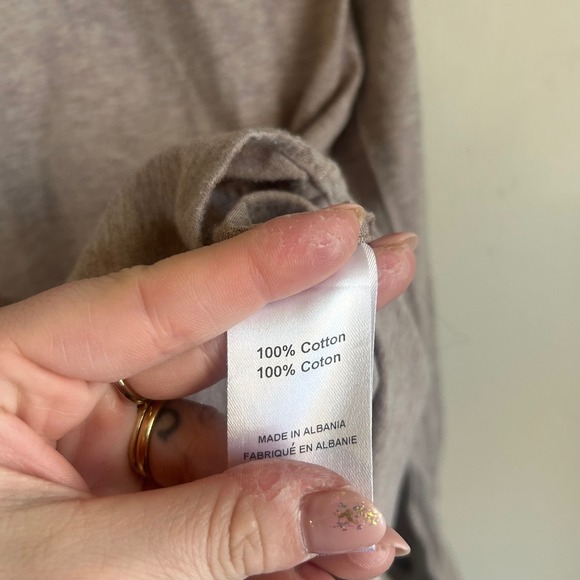 100% Cotton
100% Coton
MADE IN ALBANIA
FABRIQUÉ EN ALBANIE